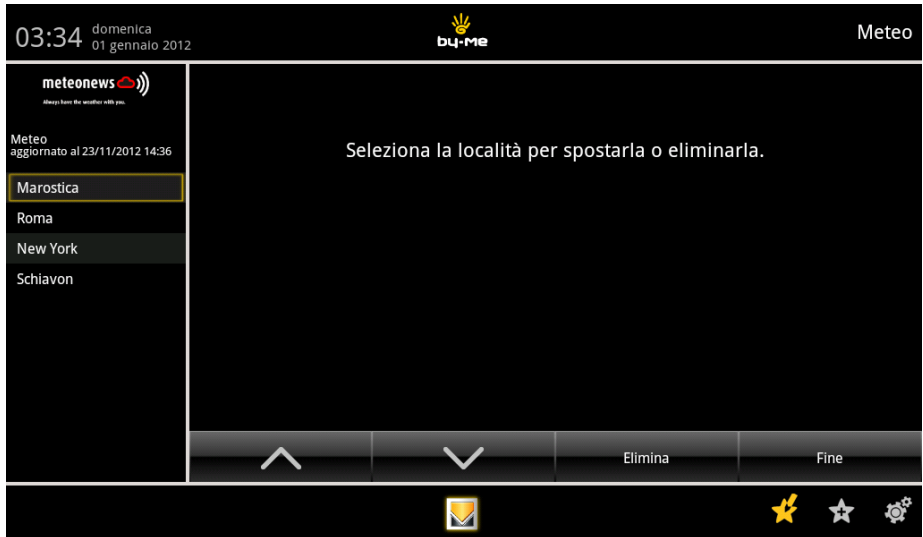 03:34
domenica
01 gennaio 2012
by-me
Meteo
meteonews
Always have the weather with you.
Meteo
aggiornato al 23/11/2012 14:36
Marostica
Roma
New York
Schiavon
Seleziona la località per spostarla o eliminarla.
Elimina
Fine